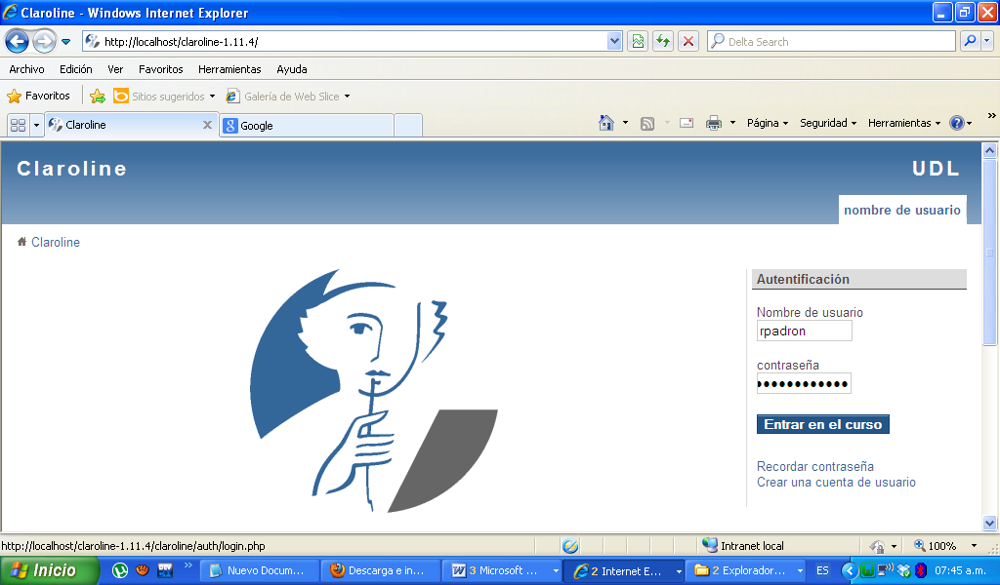 Claroline - Windows Internet Explorer
http://localhost/claroline-1.11.4/
Delta Search
Archivo Edición Ver Favoritos Herramientas Ayuda
Favoritos Sitios sugeridos Galería de Web Slice
Claroline Google Página Seguridad Herramientas »
Claroline UDL
nombre de usuario
Claroline
Autentificación
Nombre de usuario
rpadron
contraseña
••••••••••••
Entrar en el curso
Recordar contraseña
Crear una cuenta de usuario
http://localhost/claroline-1.11.4/claroline/auth/login.php Intranet local 100%
Inicio » Nuevo Docum... Descarga e in... 3 Microsoft ... 2 Internet E... 2 Explorador... ES 07:45 a.m.